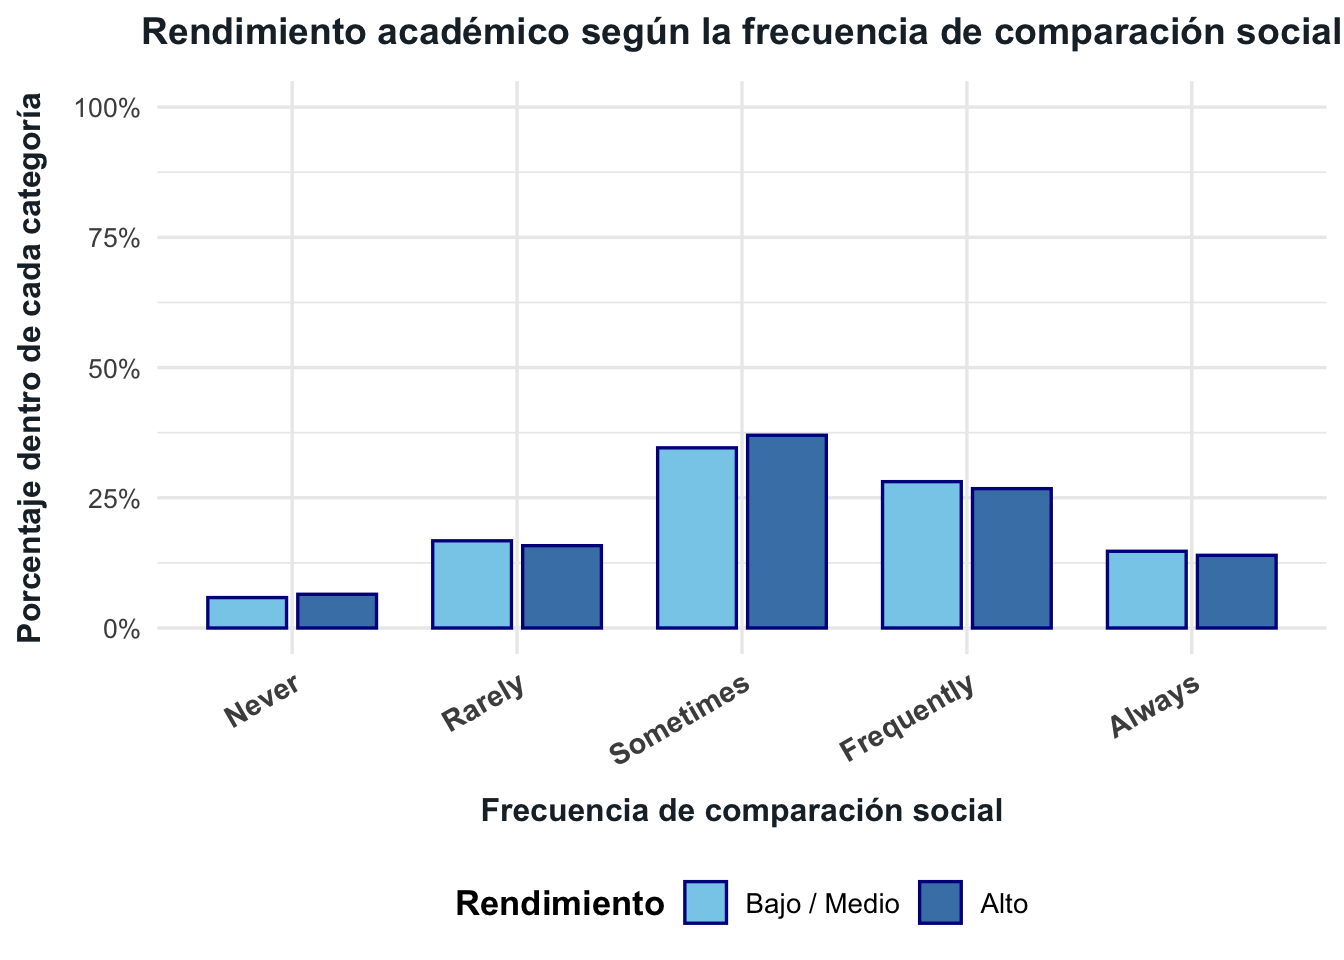 Rendimiento académico según la frecuencia de comparación social
Porcentaje dentro de cada categoría
100%
75%
50%
25%
0%
Never
Rarely
Sometimes
Frequently
Always
Frecuencia de comparación social
Rendimiento
Bajo / Medio
Alto